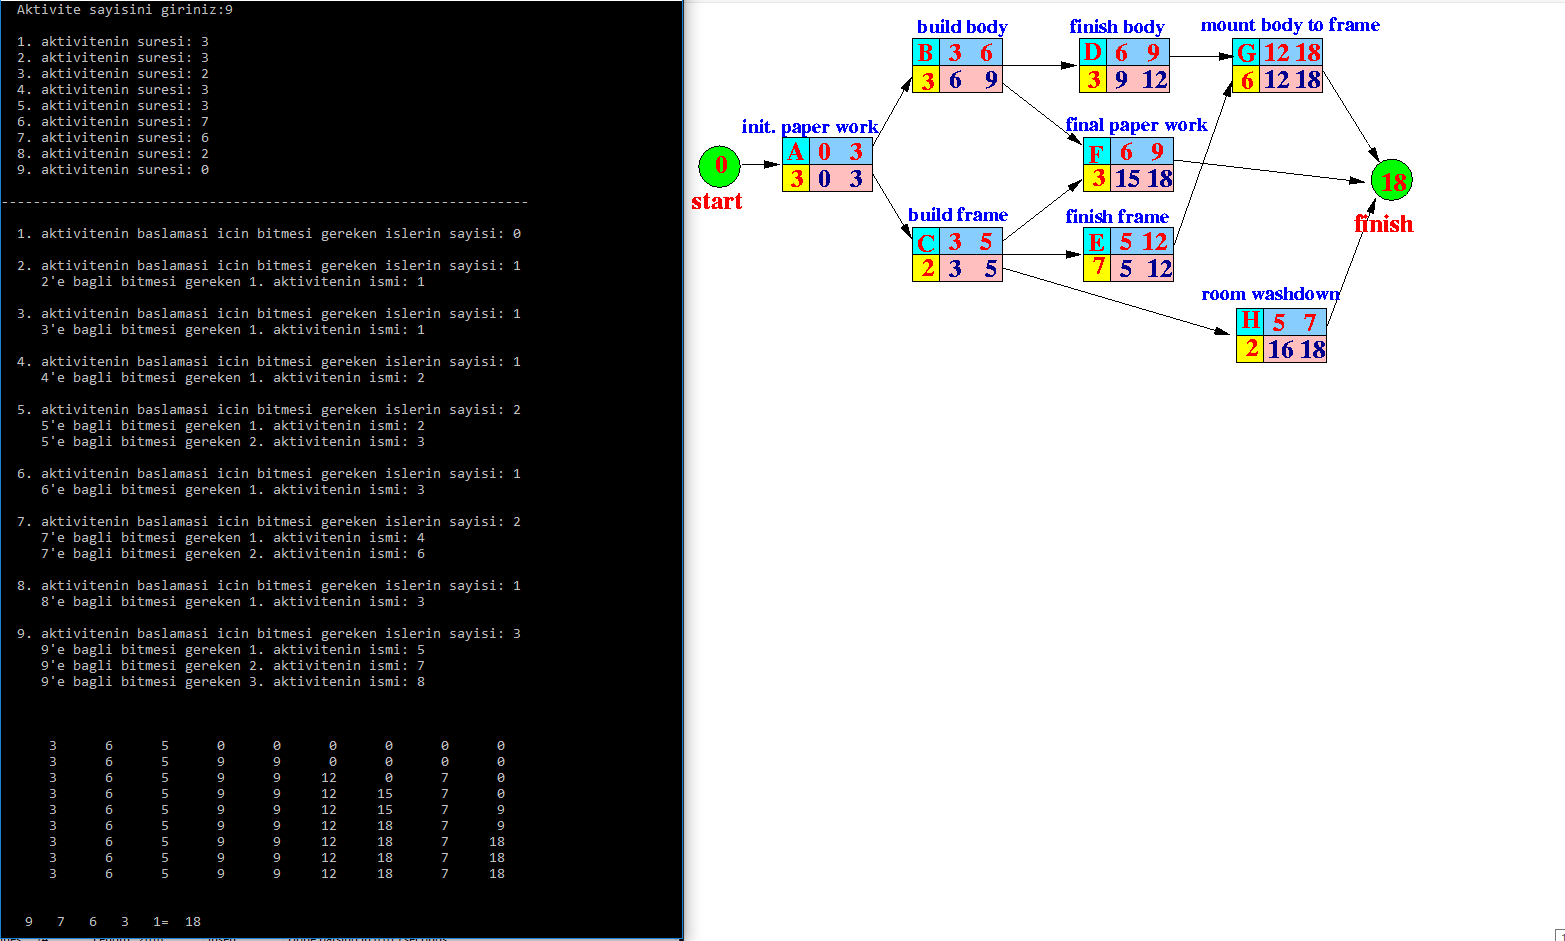 Aktivite sayisini giriniz:9
1. aktivitenin suresi: 3
2. aktivitenin suresi: 3
3. aktivitenin suresi: 2
4. aktivitenin suresi: 3
5. aktivitenin suresi: 3
6. aktivitenin suresi: 7
7. aktivitenin suresi: 6
8. aktivitenin suresi: 2
9. aktivitenin suresi: 0
------------------------------------------------------------------
1. aktivitenin baslamasi icin bitmesi gereken islerin sayisi: 0
2. aktivitenin baslamasi icin bitmesi gereken islerin sayisi: 1
2'e bagli bitmesi gereken 1. aktivitenin ismi: 1
3. aktivitenin baslamasi icin bitmesi gereken islerin sayisi: 1
3'e bagli bitmesi gereken 1. aktivitenin ismi: 1
4. aktivitenin baslamasi icin bitmesi gereken islerin sayisi: 1
4'e bagli bitmesi gereken 1. aktivitenin ismi: 2
5. aktivitenin baslamasi icin bitmesi gereken islerin sayisi: 2
5'e bagli bitmesi gereken 1. aktivitenin ismi: 2
5'e bagli bitmesi gereken 2. aktivitenin ismi: 3
6. aktivitenin baslamasi icin bitmesi gereken islerin sayisi: 1
6'e bagli bitmesi gereken 1. aktivitenin ismi: 3
7. aktivitenin baslamasi icin bitmesi gereken islerin sayisi: 2
7'e bagli bitmesi gereken 1. aktivitenin ismi: 4
7'e bagli bitmesi gereken 2. aktivitenin ismi: 6
8. aktivitenin baslamasi icin bitmesi gereken islerin sayisi: 1
8'e bagli bitmesi gereken 1. aktivitenin ismi: 3
9. aktivitenin baslamasi icin bitmesi gereken islerin sayisi: 3
9'e bagli bitmesi gereken 1. aktivitenin ismi: 5
9'e bagli bitmesi gereken 2. aktivitenin ismi: 7
9'e bagli bitmesi gereken 3. aktivitenin ismi: 8
3 6 5 0 0 0 0 0 0
3 6 5 9 9 0 0 0 0
3 6 5 9 9 12 0 7 0
3 6 5 9 9 12 15 7 0
3 6 5 9 9 12 15 7 9
3 6 5 9 9 12 18 7 9
3 6 5 9 9 12 18 7 18
3 6 5 9 9 12 18 7 18
3 6 5 9 9 12 18 7 18
9 7 6 3 1= 18
0
start
init. paper work
A 0 3
3 0 3
build body
B 3 6
3 6 9
finish body
D 6 9
3 9 12
mount body to frame
G 12 18
6 12 18
final paper work
F 6 9
3 15 18
build frame
C 3 5
2 3 5
finish frame
E 5 12
7 5 12
room washdown
H 5 7
2 16 18
18
finish